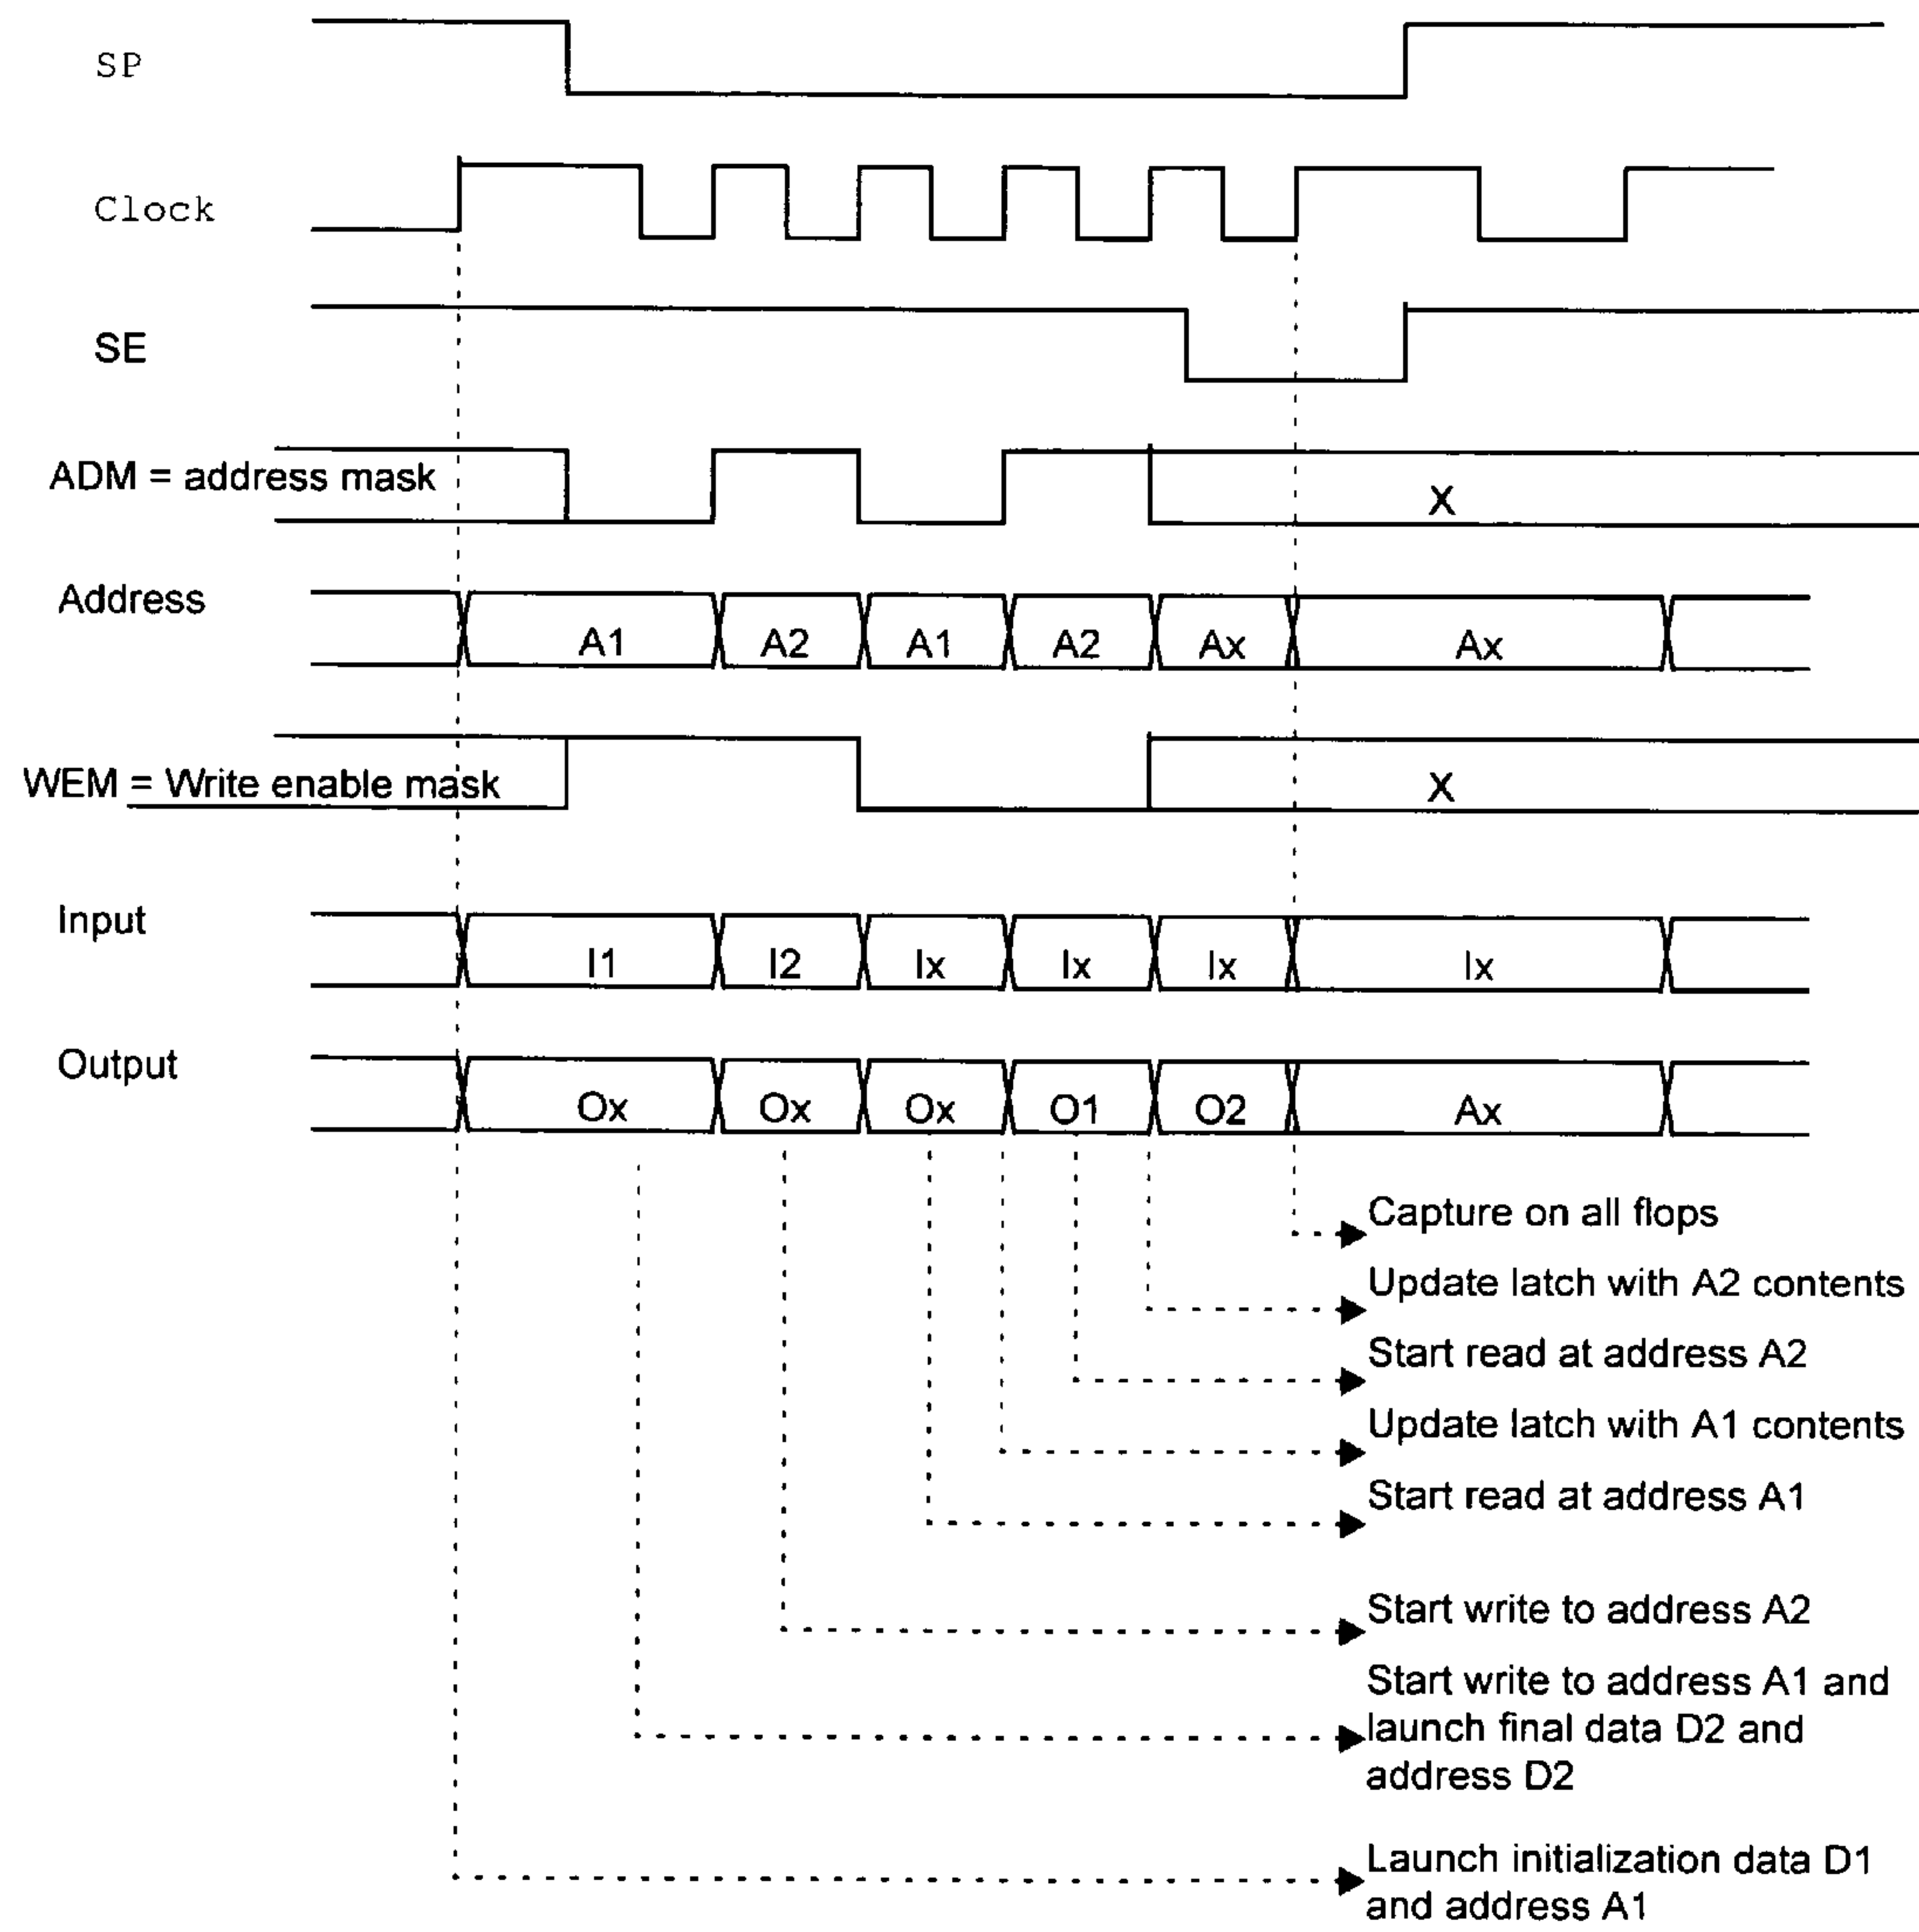 SP
Clock
SE
ADM = address mask
X
Address
A1 A2 A1 A2 Ax Ax
WEM = Write enable mask
X
Input
I1 I2 Ix Ix Ix Ix
Output
Ox Ox Ox O1 O2 Ax
Capture on all flops
Update latch with A2 contents
Start read at address A2
Update latch with A1 contents
Start read at address A1
Start write to address A2
Start write to address A1 and
launch final data D2 and
address D2
Launch initialization data D1
and address A1